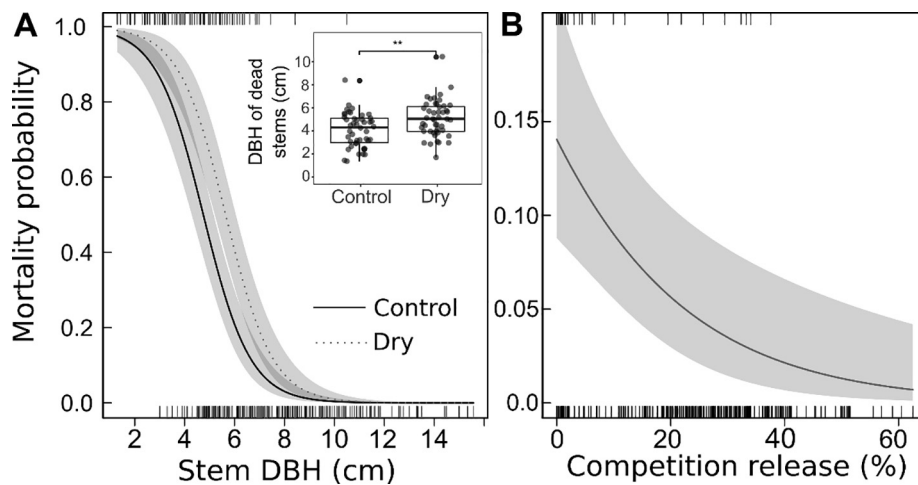 A
Mortality probability
1.0
0.8
0.6
0.4
0.2
0.0
2 4 6 8 10 12 14
Stem DBH (cm)
DBH of dead
stems (cm)
10
8
6
4
2
0
**
Control Dry
Control
Dry
B
0.15
0.10
0.05
0.00
0 20 40 60
Competition release (%)